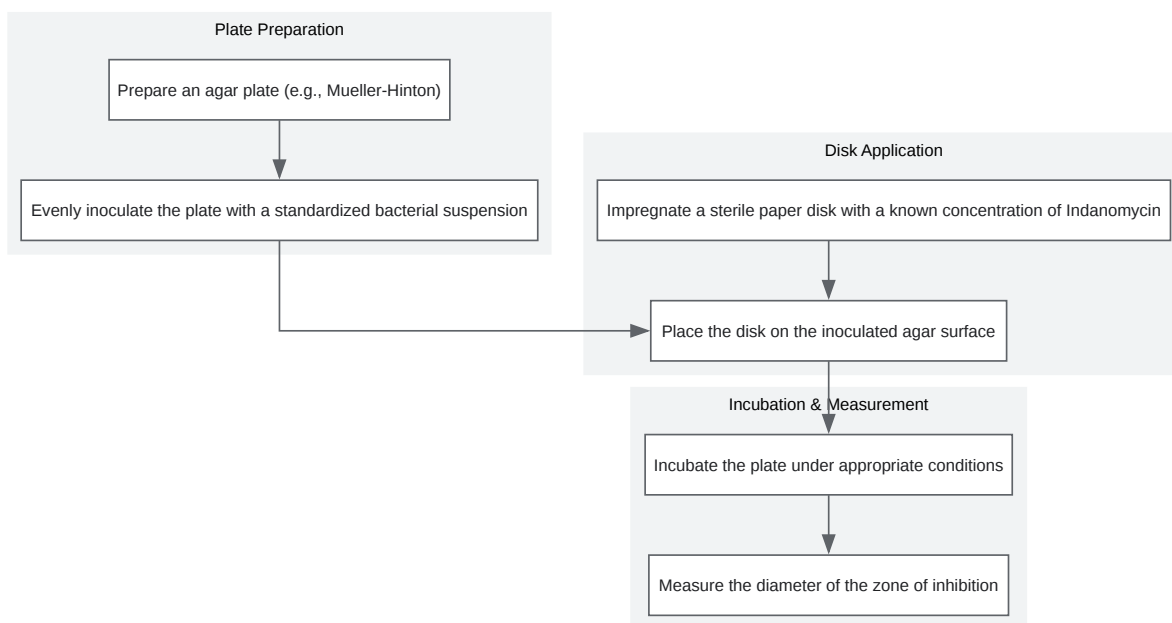 Plate Preparation
Prepare an agar plate (e.g., Mueller-Hinton)
Evenly inoculate the plate with a standardized bacterial suspension
Disk Application
Impregnate a sterile paper disk with a known concentration of Indanomycin
Place the disk on the inoculated agar surface
Incubation & Measurement
Incubate the plate under appropriate conditions
Measure the diameter of the zone of inhibition